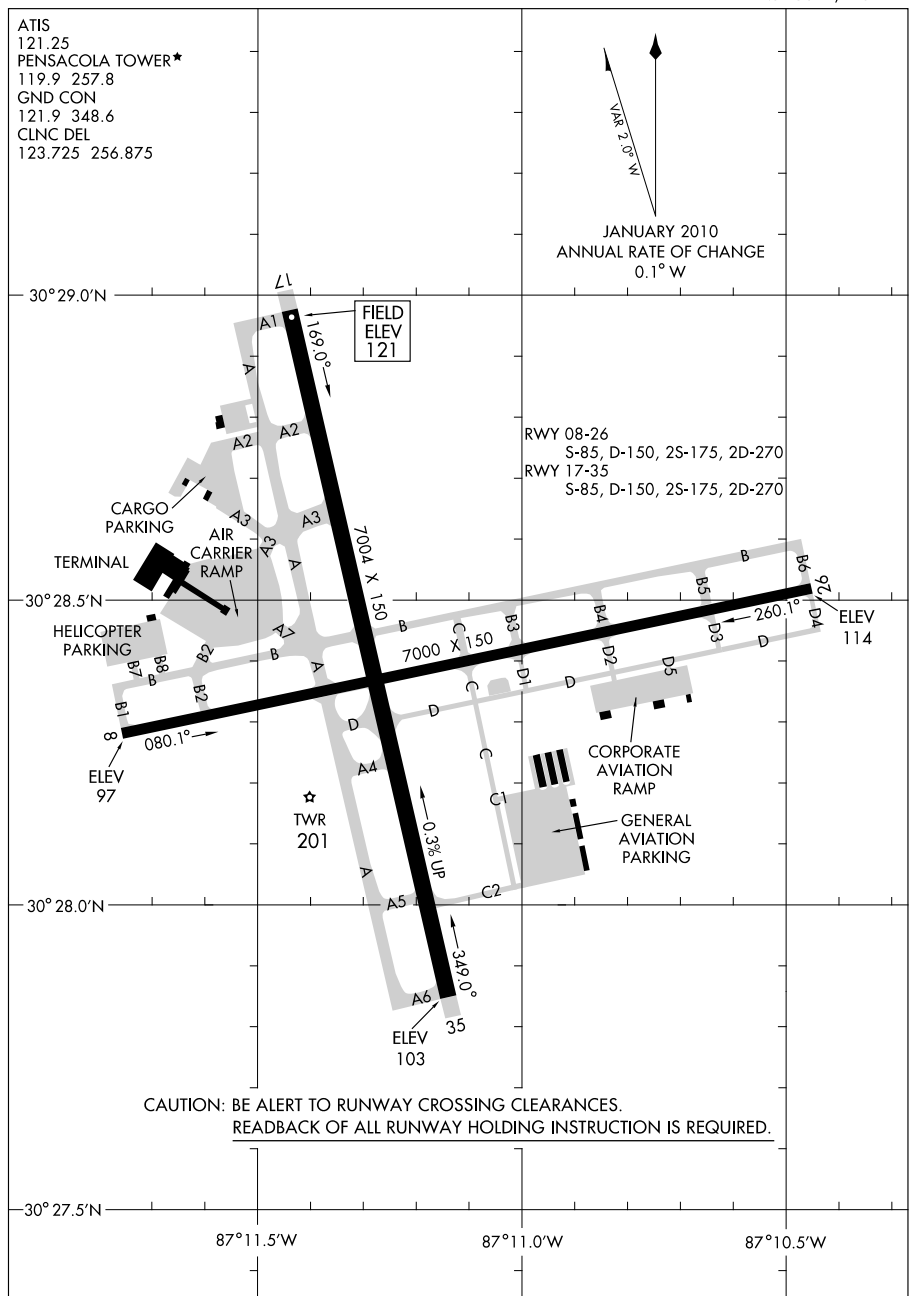 ATIS
121.25
PENSACOLA TOWER★
119.9 257.8
GND CON
121.9 348.6
CLNC DEL
123.725 256.875
VAR 2.0° W
JANUARY 2010
ANNUAL RATE OF CHANGE
0.1° W
30° 29.0'N
17
A1
FIELD
ELEV
121
169.0°
A
A2
A2
RWY 08-26
S-85, D-150, 2S-175, 2D-270
RWY 17-35
S-85, D-150, 2S-175, 2D-270
CARGO
PARKING
A3
A3
A3
AIR
CARRIER
RAMP
TERMINAL
A
7004 X 150
30° 28.5'N
HELICOPTER
PARKING
B
B6
26
B5
260.1°
ELEV
114
D4
B4
B3
B
C
D3
D
A7
7000 X 150
B
B2
B8
B7
A
D2
D5
B
B2
C
D1
D
B1
8
080.1°
D
D
ELEV
97
A4
C
CORPORATE
AVIATION
RAMP
TWR
201
C1
0.3% UP
GENERAL
AVIATION
PARKING
A
C2
A5
30° 28.0'N
349.0°
A6
35
ELEV
103
CAUTION: BE ALERT TO RUNWAY CROSSING CLEARANCES.
READBACK OF ALL RUNWAY HOLDING INSTRUCTION IS REQUIRED.
30° 27.5'N
87°11.5'W
87°11.0'W
87°10.5'W